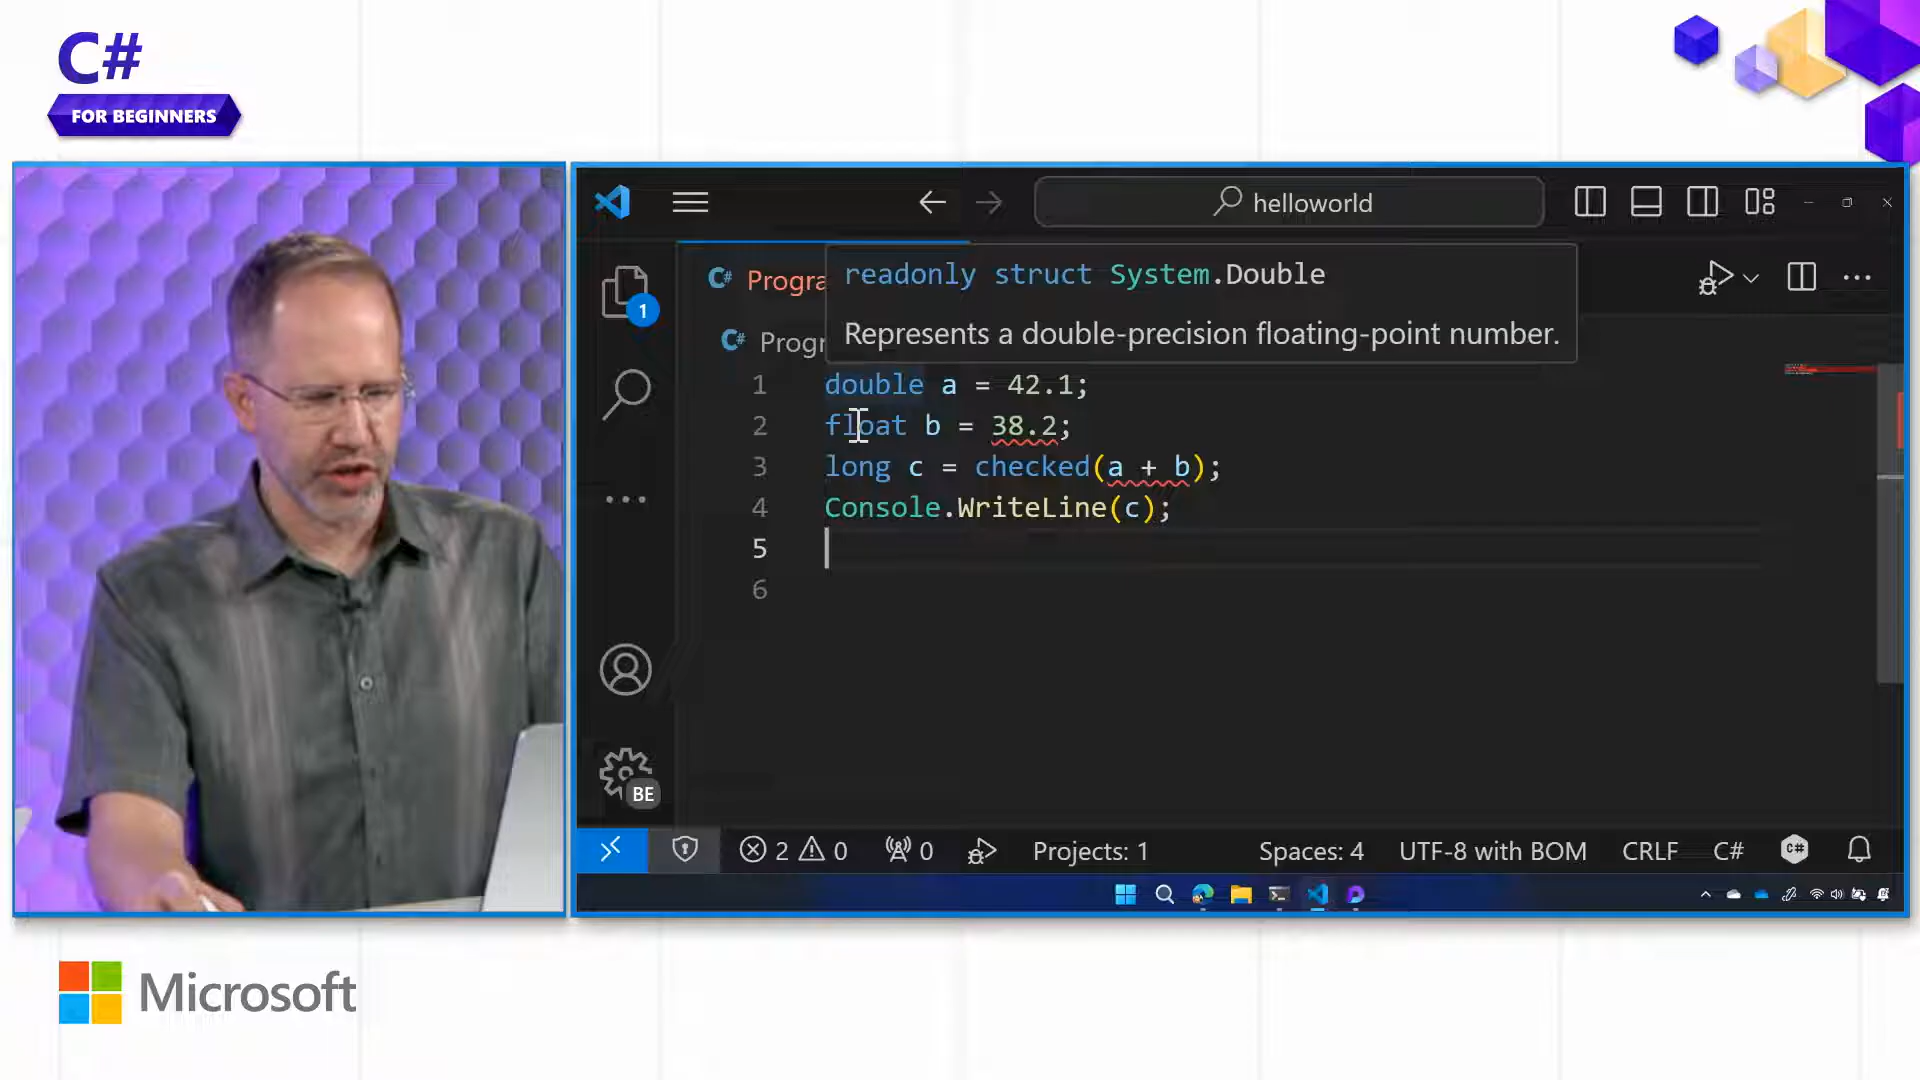 C#
FOR BEGINNERS
helloworld
C# Progra
readonly struct System.Double
Represents a double-precision floating-point number.
C# Progr
1
1 double a = 42.1;
2 float b = 38.2;
3 long c = checked(a + b);
4 Console.WriteLine(c);
5
6
BE
2 0 0 Projects: 1 Spaces: 4 UTF-8 with BOM CRLF C# C#
Microsoft